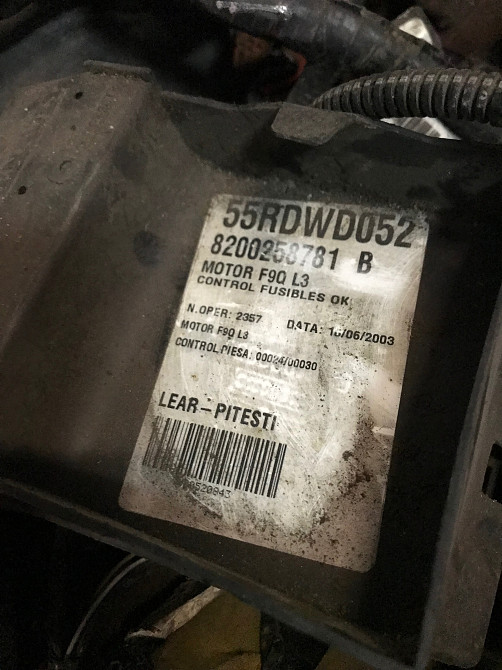 55RDWD052
8200258781 B
MOTOR F9Q L3
CONTROL FUSIBLES OK
N.OPER: 2357 DATA: 16/06/2003
MOTOR F9Q L3
CONTROL PIESA: 00024/00030
LEAR-PITESTI